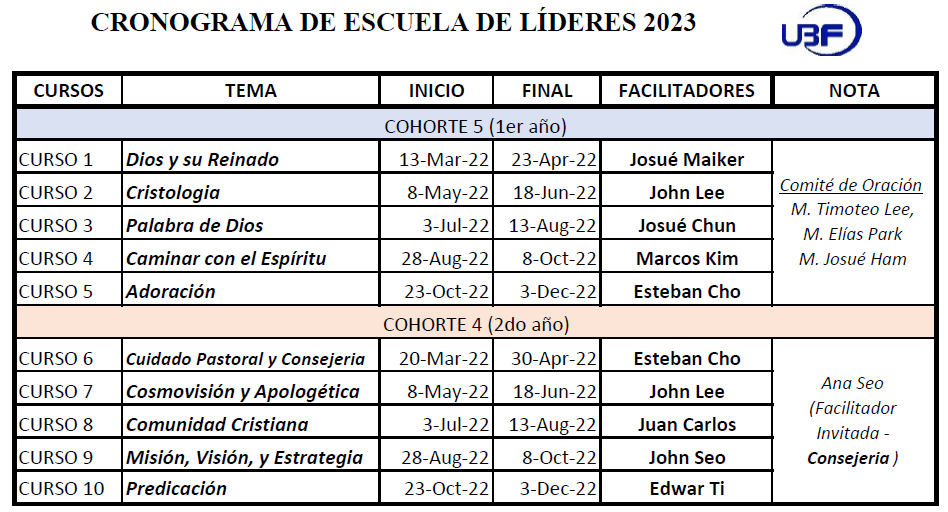 CRONOGRAMA DE ESCUELA DE LÍDERES 2023
UBF
CURSOS TEMA INICIO FINAL FACILITADORES NOTA
COHORTE 5 (1er año)
CURSO 1 Dios y su Reinado 13-Mar-22 23-Apr-22 Josué Maiker
CURSO 2 Cristologia 8-May-22 18-Jun-22 John Lee
CURSO 3 Palabra de Dios 3-Jul-22 13-Aug-22 Josué Chun
CURSO 4 Caminar con el Espíritu 28-Aug-22 8-Oct-22 Marcos Kim
CURSO 5 Adoración 23-Oct-22 3-Dec-22 Esteban Cho
Comité de Oración
M. Timoteo Lee,
M. Elías Park
M. Josué Ham
COHORTE 4 (2do año)
CURSO 6 Cuidado Pastoral y Consejeria 20-Mar-22 30-Apr-22 Esteban Cho
CURSO 7 Cosmovisión y Apologética 8-May-22 18-Jun-22 John Lee
CURSO 8 Comunidad Cristiana 3-Jul-22 13-Aug-22 Juan Carlos
CURSO 9 Misión, Visión, y Estrategia 28-Aug-22 8-Oct-22 John Seo
CURSO 10 Predicación 23-Oct-22 3-Dec-22 Edwar Ti
Ana Seo
(Facilitador
Invitada -
Consejeria )